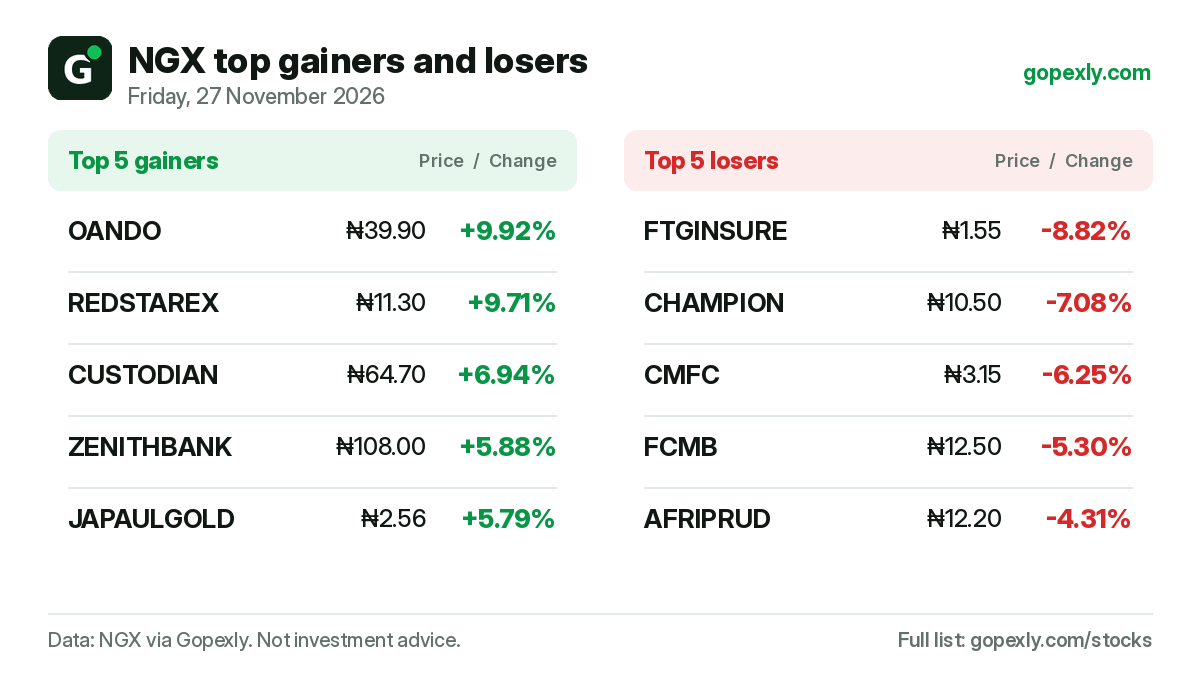 G
NGX top gainers and losers
Friday, 27 November 2026
gopexly.com
Top 5 gainers Price / Change
OANDO ₦39.90 +9.92%
REDSTAREX ₦11.30 +9.71%
CUSTODIAN ₦64.70 +6.94%
ZENITHBANK ₦108.00 +5.88%
JAPAULGOLD ₦2.56 +5.79%
Top 5 losers Price / Change
FTGINSURE ₦1.55 -8.82%
CHAMPION ₦10.50 -7.08%
CMFC ₦3.15 -6.25%
FCMB ₦12.50 -5.30%
AFRIPRUD ₦12.20 -4.31%
Data: NGX via Gopexly. Not investment advice.
Full list: gopexly.com/stocks